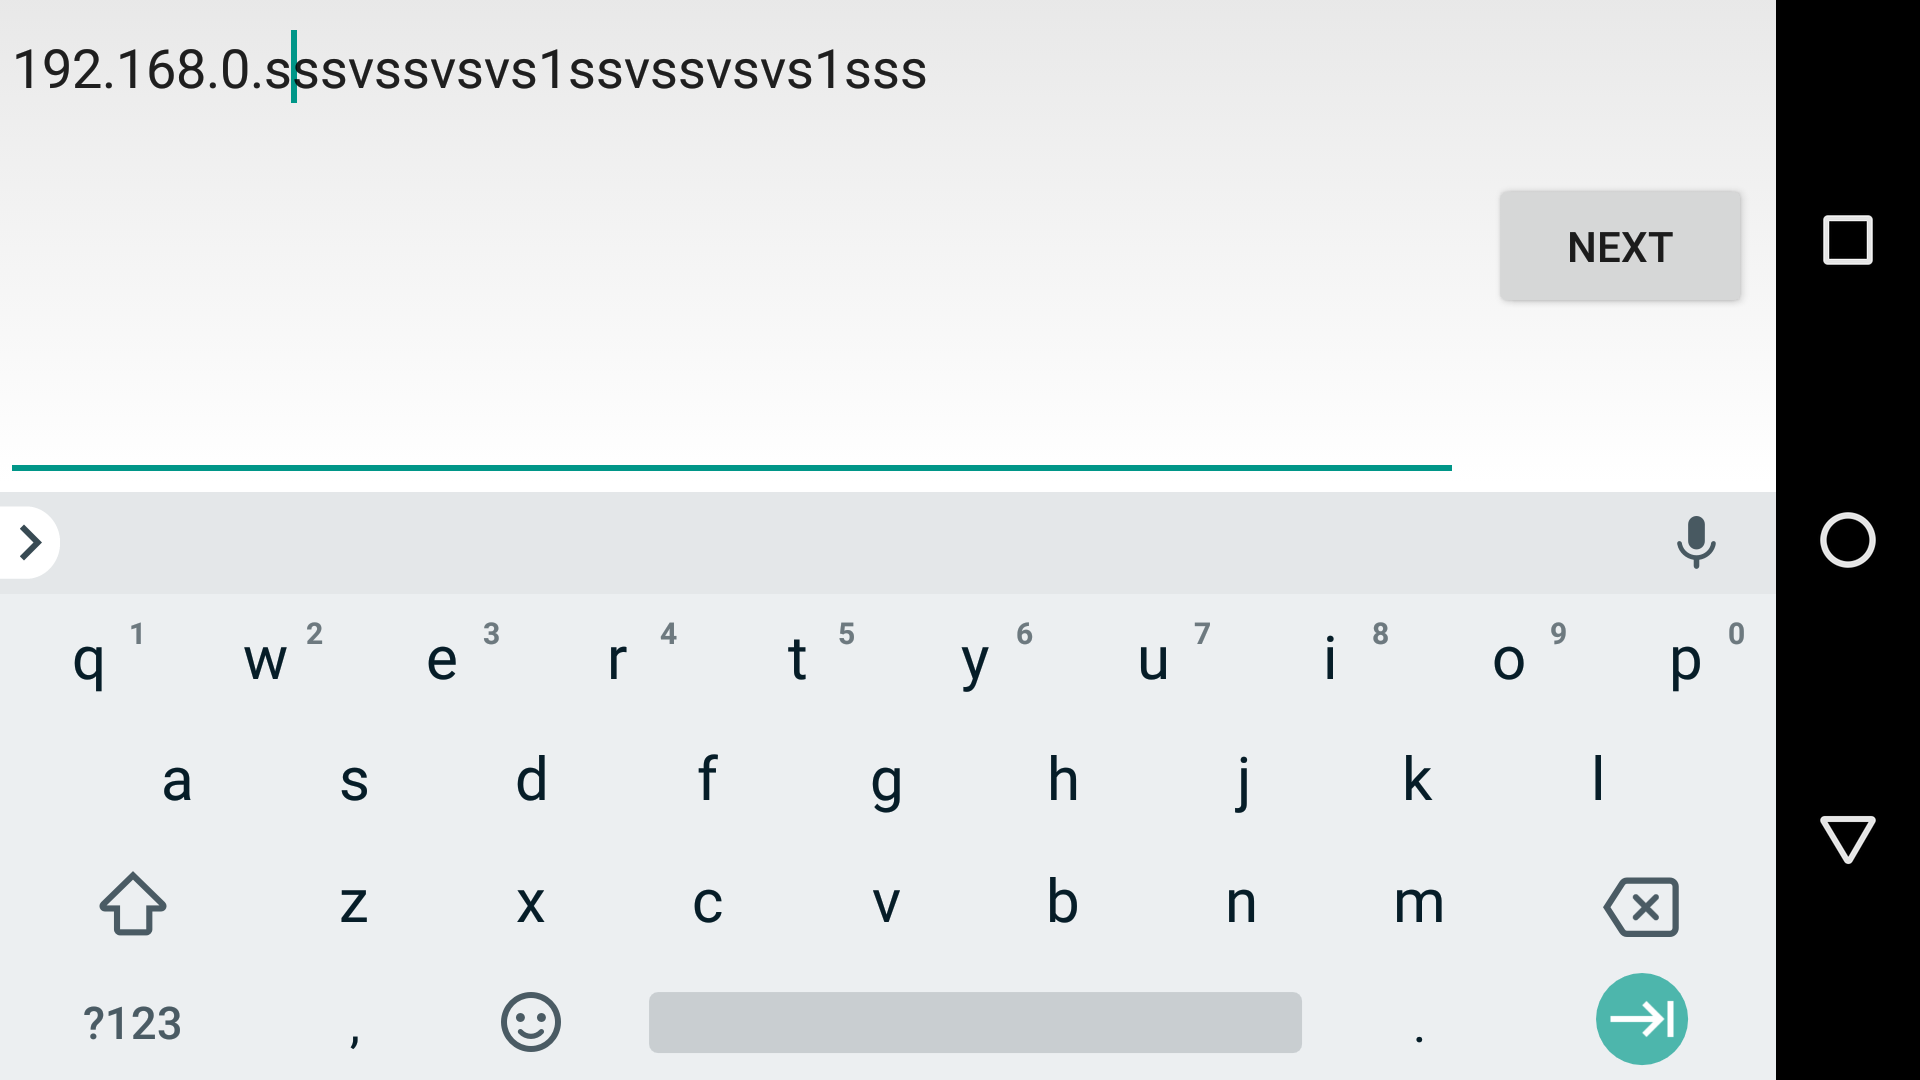 192.168.0.sssvssvsvs1ssvssvsvs1sss
NEXT
q 1 w 2 e 3 r 4 t 5 y 6 u 7 i 8 o 9 p 0
a s d f g h j k l
z x c v b n m
?123 , .